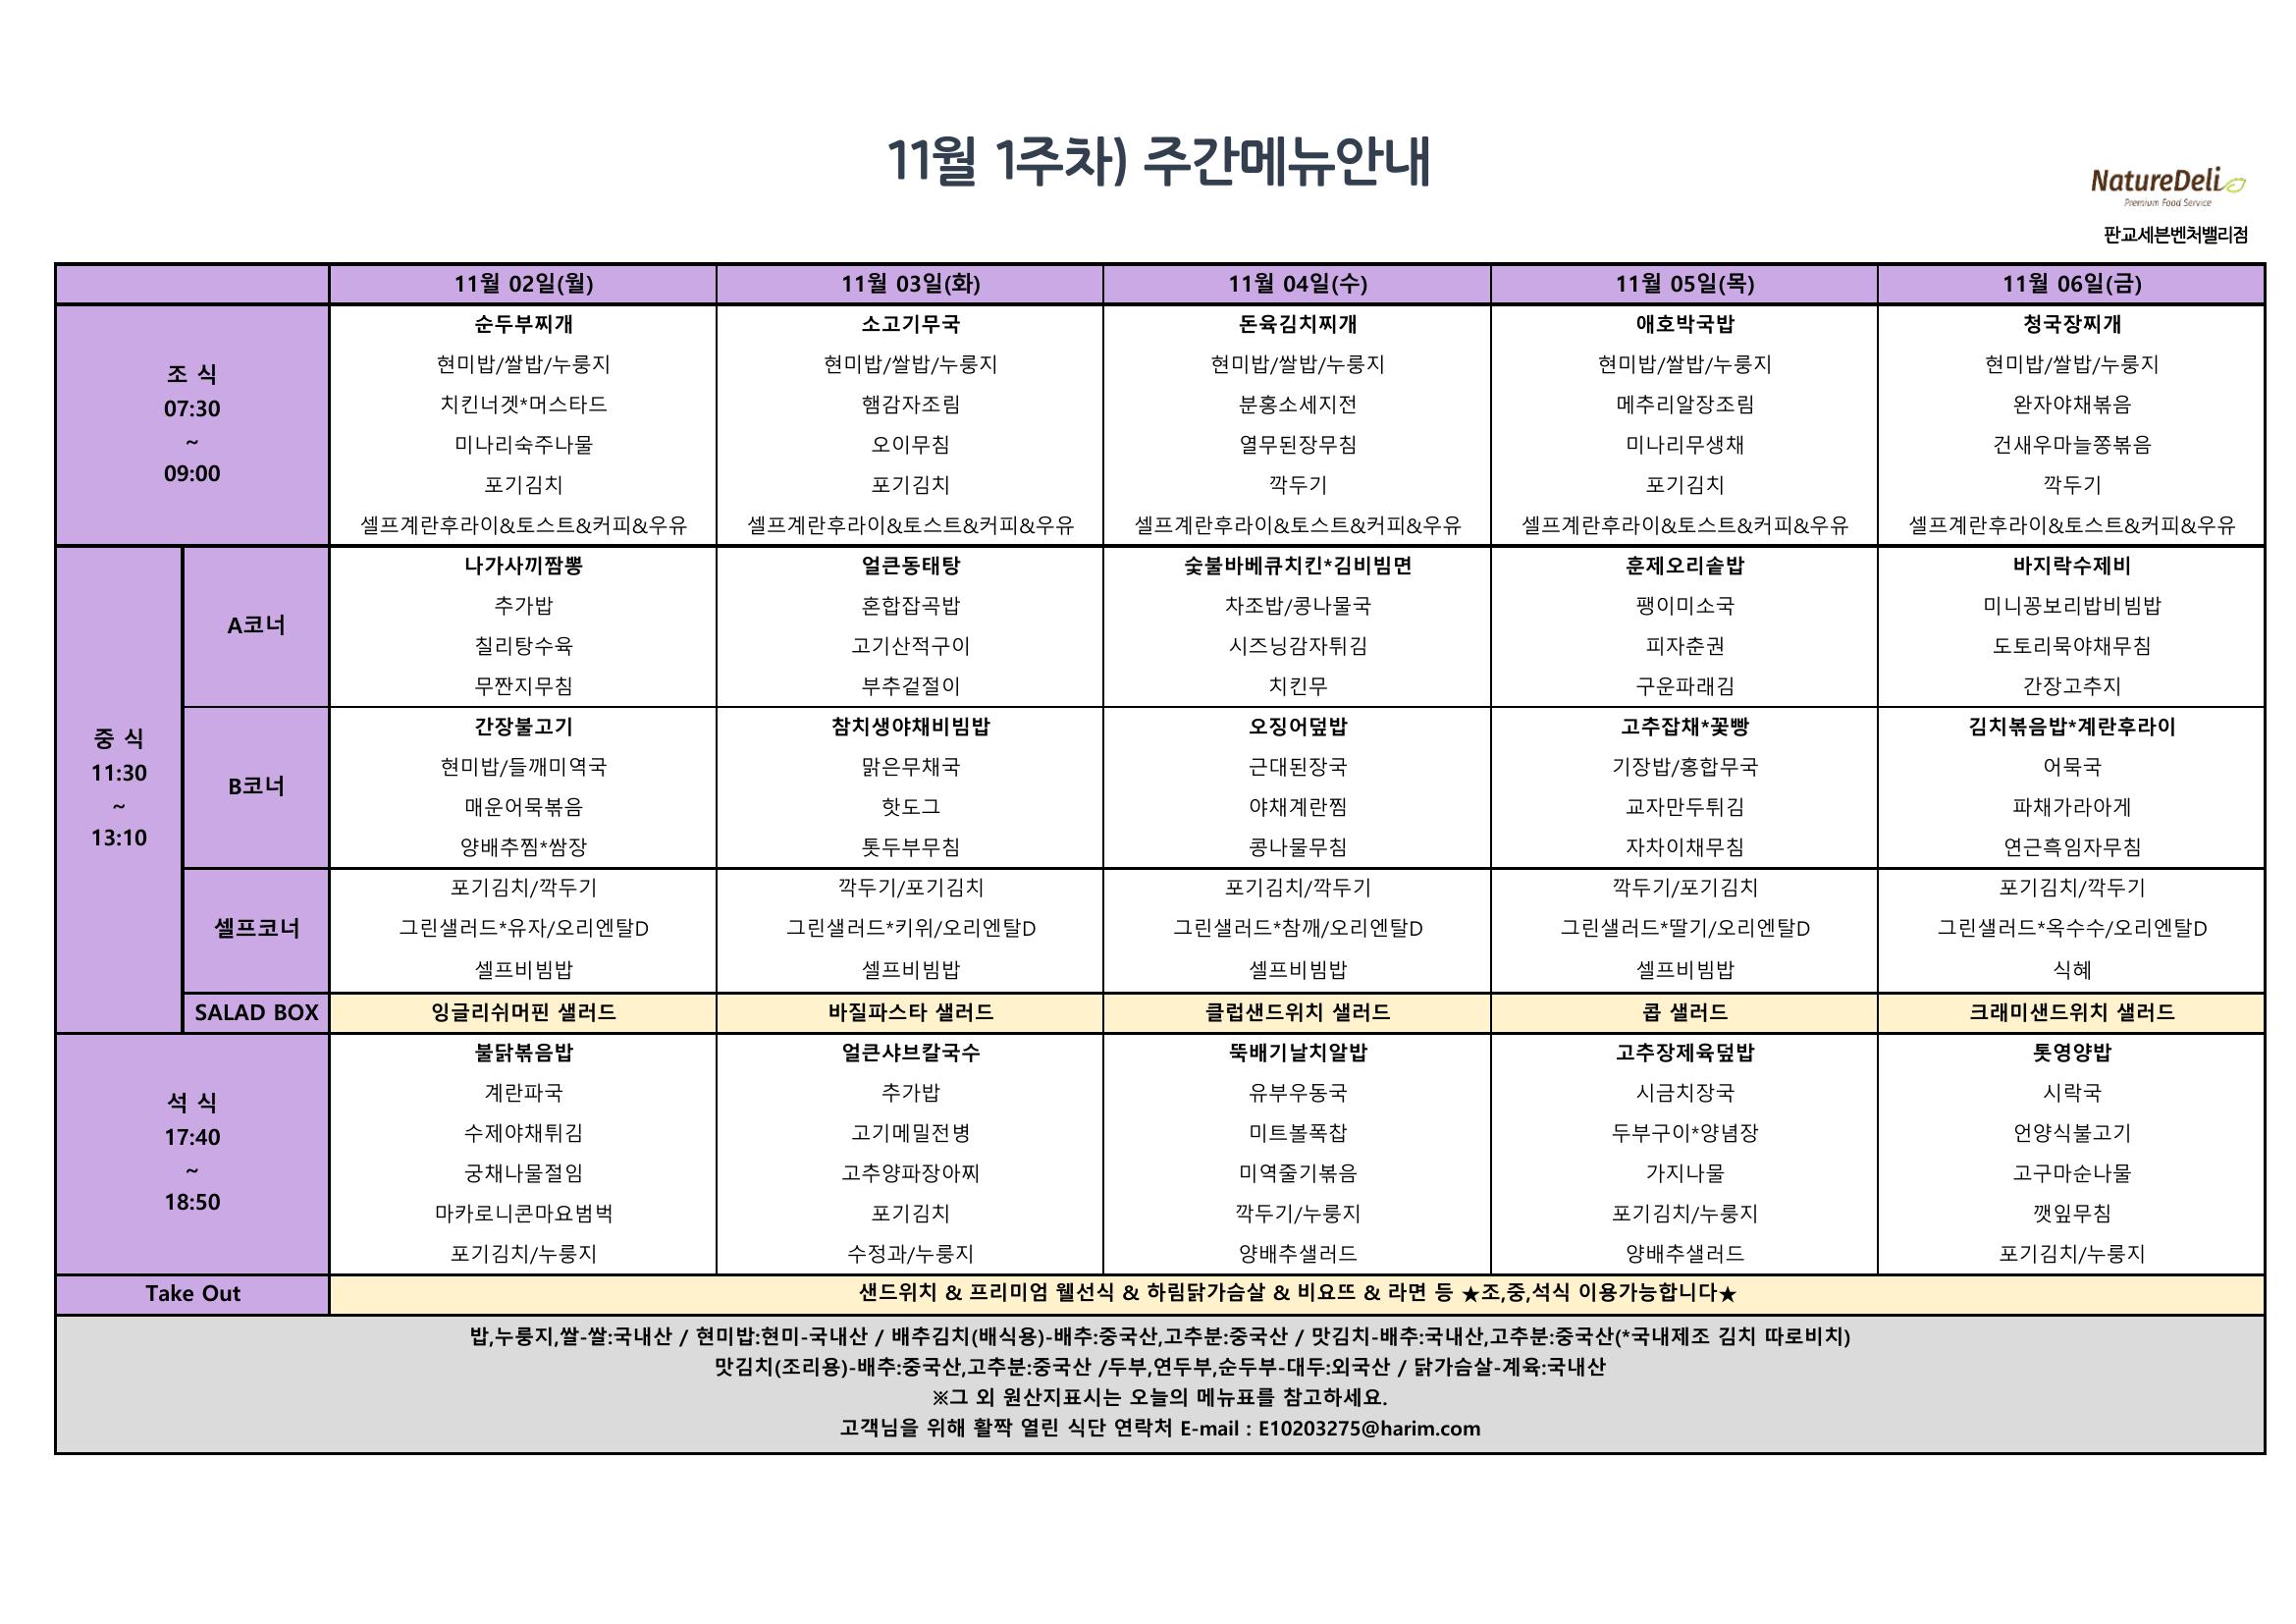 11월 1주차) 주간메뉴안내
NatureDeli
Premium Food Service
판교세븐벤처밸리점
11월 02일(월) 11월 03일(화) 11월 04일(수) 11월 05일(목) 11월 06일(금)
조 식
07:30
~
09:00
순두부찌개 소고기무국 돈육김치찌개 애호박국밥 청국장찌개
현미밥/쌀밥/누룽지 현미밥/쌀밥/누룽지 현미밥/쌀밥/누룽지 현미밥/쌀밥/누룽지 현미밥/쌀밥/누룽지
치킨너겟*머스타드 햄감자조림 분홍소세지전 메추리알장조림 완자야채볶음
미나리숙주나물 오이무침 열무된장무침 미나리무생채 건새우마늘쫑볶음
포기김치 포기김치 깍두기 포기김치 깍두기
셀프계란후라이&토스트&커피&우유 셀프계란후라이&토스트&커피&우유 셀프계란후라이&토스트&커피&우유 셀프계란후라이&토스트&커피&우유 셀프계란후라이&토스트&커피&우유
중 식
11:30
~
13:10
A코너
나가사끼짬뽕 얼큰동태탕 숯불바베큐치킨*김비빔면 훈제오리솥밥 바지락수제비
추가밥 혼합잡곡밥 차조밥/콩나물국 팽이미소국 미니꽁보리밥비빔밥
칠리탕수육 고기산적구이 시즈닝감자튀김 피자춘권 도토리묵야채무침
무짠지무침 부추겉절이 치킨무 구운파래김 간장고추지
B코너
간장불고기 참치생야채비빔밥 오징어덮밥 고추잡채*꽃빵 김치볶음밥*계란후라이
현미밥/들깨미역국 맑은무채국 근대된장국 기장밥/홍합무국 어묵국
매운어묵볶음 핫도그 야채계란찜 교자만두튀김 파채가라아게
양배추찜*쌈장 톳두부무침 콩나물무침 자차이채무침 연근흑임자무침
셀프코너
포기김치/깍두기 깍두기/포기김치 포기김치/깍두기 깍두기/포기김치 포기김치/깍두기
그린샐러드*유자/오리엔탈D 그린샐러드*키위/오리엔탈D 그린샐러드*참깨/오리엔탈D 그린샐러드*딸기/오리엔탈D 그린샐러드*옥수수/오리엔탈D
셀프비빔밥 셀프비빔밥 셀프비빔밥 셀프비빔밥 식혜
SALAD BOX 잉글리쉬머핀 샐러드 바질파스타 샐러드 클럽샌드위치 샐러드 콥 샐러드 크래미샌드위치 샐러드
석 식
17:40
~
18:50
불닭볶음밥 얼큰샤브칼국수 뚝배기날치알밥 고추장제육덮밥 톳영양밥
계란파국 추가밥 유부우동국 시금치장국 시락국
수제야채튀김 고기메밀전병 미트볼폭찹 두부구이*양념장 언양식불고기
궁채나물절임 고추양파장아찌 미역줄기볶음 가지나물 고구마순나물
마카로니콘마요범벅 포기김치 깍두기/누룽지 포기김치/누룽지 깻잎무침
포기김치/누룽지 수정과/누룽지 양배추샐러드 양배추샐러드 포기김치/누룽지
Take Out 샌드위치 & 프리미엄 웰선식 & 하림닭가슴살 & 비요뜨 & 라면 등 ★조,중,석식 이용가능합니다★
밥,누룽지,쌀-쌀:국내산 / 현미밥:현미-국내산 / 배추김치(배식용)-배추:중국산,고추분:중국산 / 맛김치-배추:국내산,고추분:중국산(*국내제조 김치 따로비치)
맛김치(조리용)-배추:중국산,고추분:중국산 /두부,연두부,순두부-대두:외국산 / 닭가슴살-계육:국내산
※그 외 원산지표시는 오늘의 메뉴표를 참고하세요.
고객님을 위해 활짝 열린 식단 연락처 E-mail : E10203275@harim.com